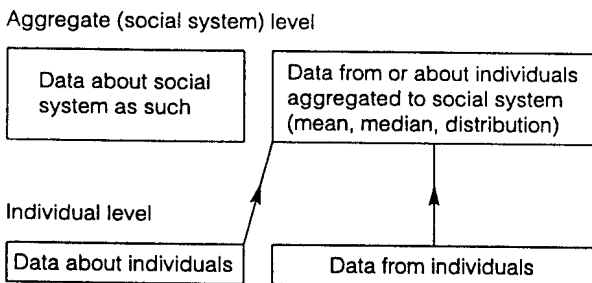 Aggregate (social system) level
Data about social
system as such
Data from or about individuals
aggregated to social system
(mean, median, distribution)
Individual level
Data about individuals
Data from individuals